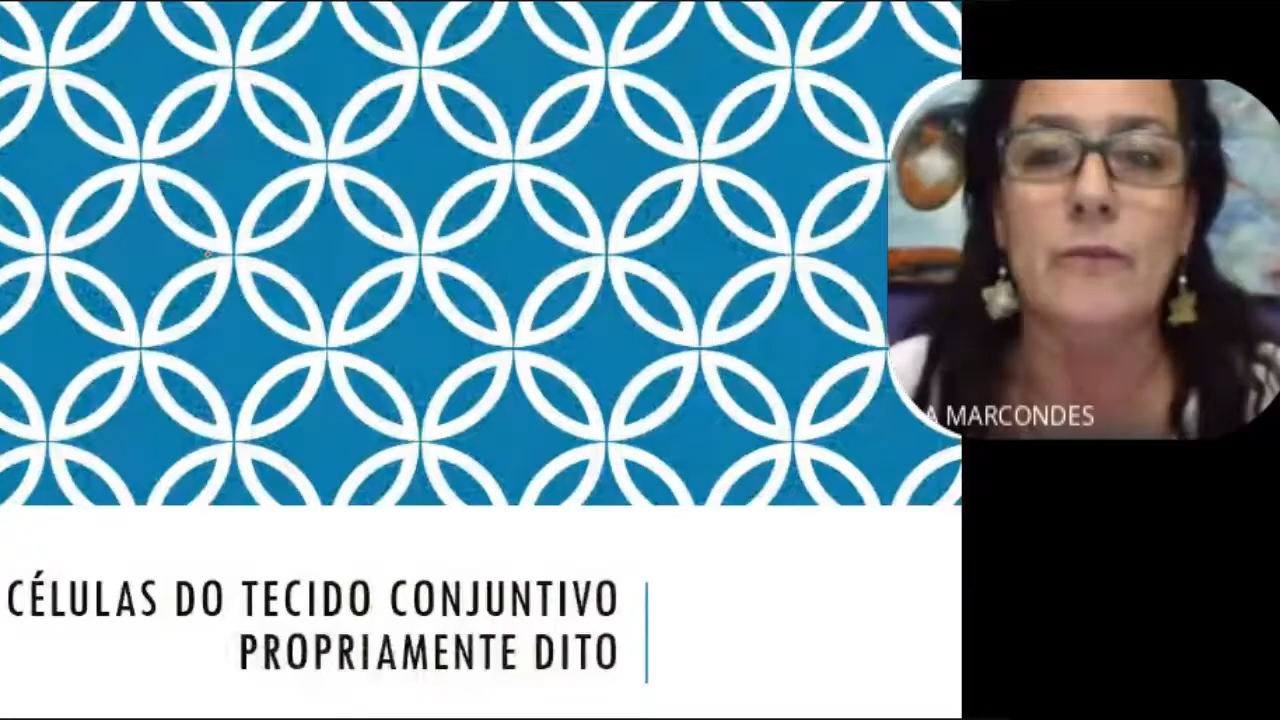 CÉLULAS DO TECIDO CONJUNTIVO
PROPRIAMENTE DITO
A MARCONDES